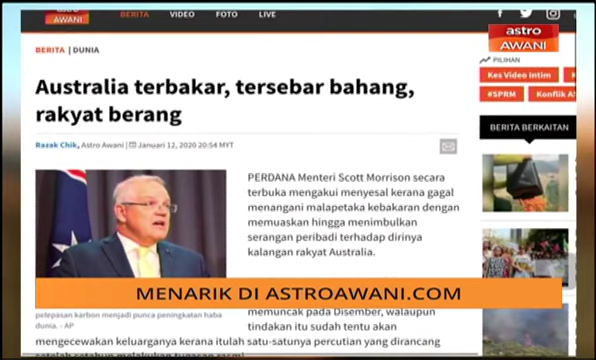 astro
AWANI
BERITA VIDEO FOTO LIVE
astro
AWANI
BERITA | DUNIA
PILIHAN
Kes Video Intim
#SPRM Konflik AS
Australia terbakar, tersebar bahang,
rakyat berang
Razak Chik, Astro Awani | Januari 12, 2020 20:54 MYT
BERITA BERKAITAN
PERDANA Menteri Scott Morrison secara
terbuka mengakui menyesal kerana gagal
menangani malapetaka kebakaran dengan
memuaskan hingga menimbulkan
serangan peribadi terhadap dirinya
kalangan rakyat Australia.
MENARIK DI ASTROAWANI.COM
pelepasan karbon menjadi punca peningkatan haba
dunia. - AP
memuncak pada Disember, walaupun
tindakan itu sudah tentu akan
mengecewakan keluarganya kerana itulah satu-satunya percutian yang dirancang